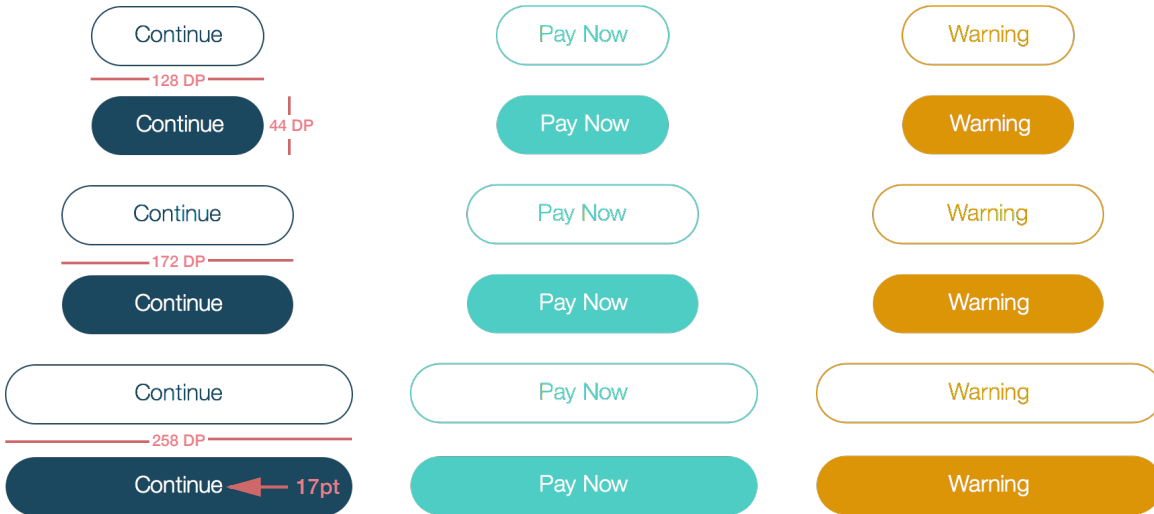 Continue Pay Now Warning
128 DP
Continue 44 DP Pay Now Warning
Continue Pay Now Warning
172 DP
Continue Pay Now Warning
Continue Pay Now Warning
258 DP
Continue 17pt Pay Now Warning